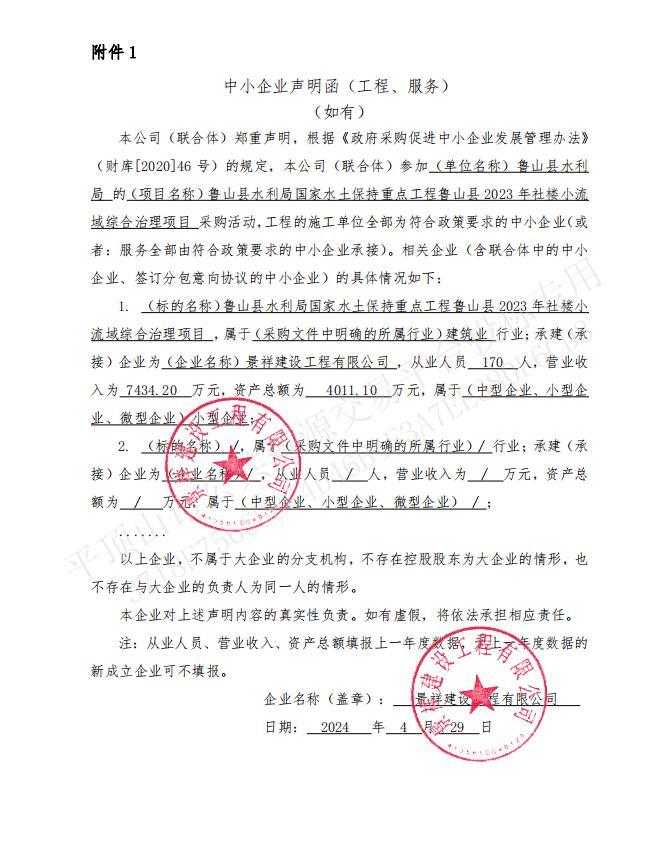 附件 1
中小企业声明函（工程、服务）
（如有）
本公司（联合体）郑重声明，根据《政府采购促进中小企业发展管理办法》
（财库[2020]46 号）的规定，本公司（联合体）参加（单位名称）鲁山县水利
局 的（项目名称）鲁山县水利局国家水土保持重点工程鲁山县 2023 年社楼小流
域综合治理项目 采购活动，工程的施工单位全部为符合政策要求的中小企业（或
者：服务全部由符合政策要求的中小企业承接）。相关企业（含联合体中的中小
企业、签订分包意向协议的中小企业）的具体情况如下：
1. （标的名称）鲁山县水利局国家水土保持重点工程鲁山县 2023 年社楼小
流域综合治理项目 ,属于（采购文件中明确的所属行业）建筑业 行业；承建（承
接）企业为（企业名称）景祥建设工程有限公司 ，从业人员 170 人，营业收
入为 7434.20 万元，资产总额为 4011.10 万元，属于（中型企业、小型企
业、微型企业）小型企业；
2. （标的名称） / ,属于（采购文件中明确的所属行业）/ 行业；承建（承
接）企业为（企业名称）/ ，从业人员 / 人，营业收入为 / 万元，资产总
额为 / 万元，属于（中型企业、小型企业、微型企业） / ；
.......
以上企业，不属于大企业的分支机构，不存在控股股东为大企业的情形，也
不存在与大企业的负责人为同一人的情形。
本企业对上述声明内容的真实性负责。如有虚假，将依法承担相应责任。
注：从业人员、营业收入、资产总额填报上一年度数据，无上一年度数据的
新成立企业可不填报。
企业名称（盖章）： 景祥建设工程有限公司
日期： 2024 年 4 月 29 日
景祥建设工程有限公司
景祥建设工程有限公司